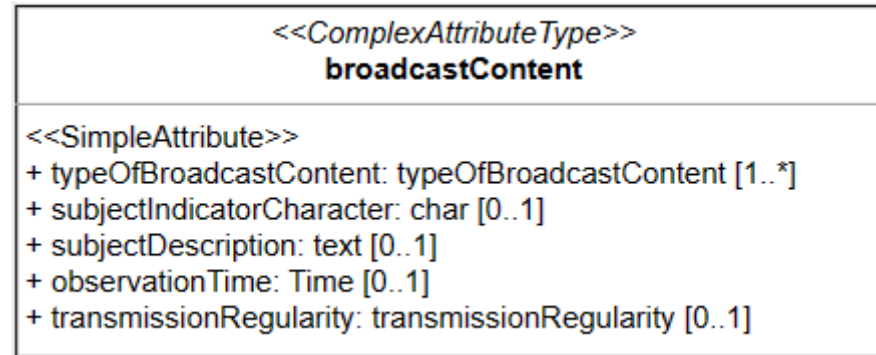 <<ComplexAttributeType>>
broadcastContent
<<SimpleAttribute>>
+ typeOfBroadcastContent: typeOfBroadcastContent [1..*]
+ subjectIndicatorCharacter: char [0..1]
+ subjectDescription: text [0..1]
+ observationTime: Time [0..1]
+ transmissionRegularity: transmissionRegularity [0..1]